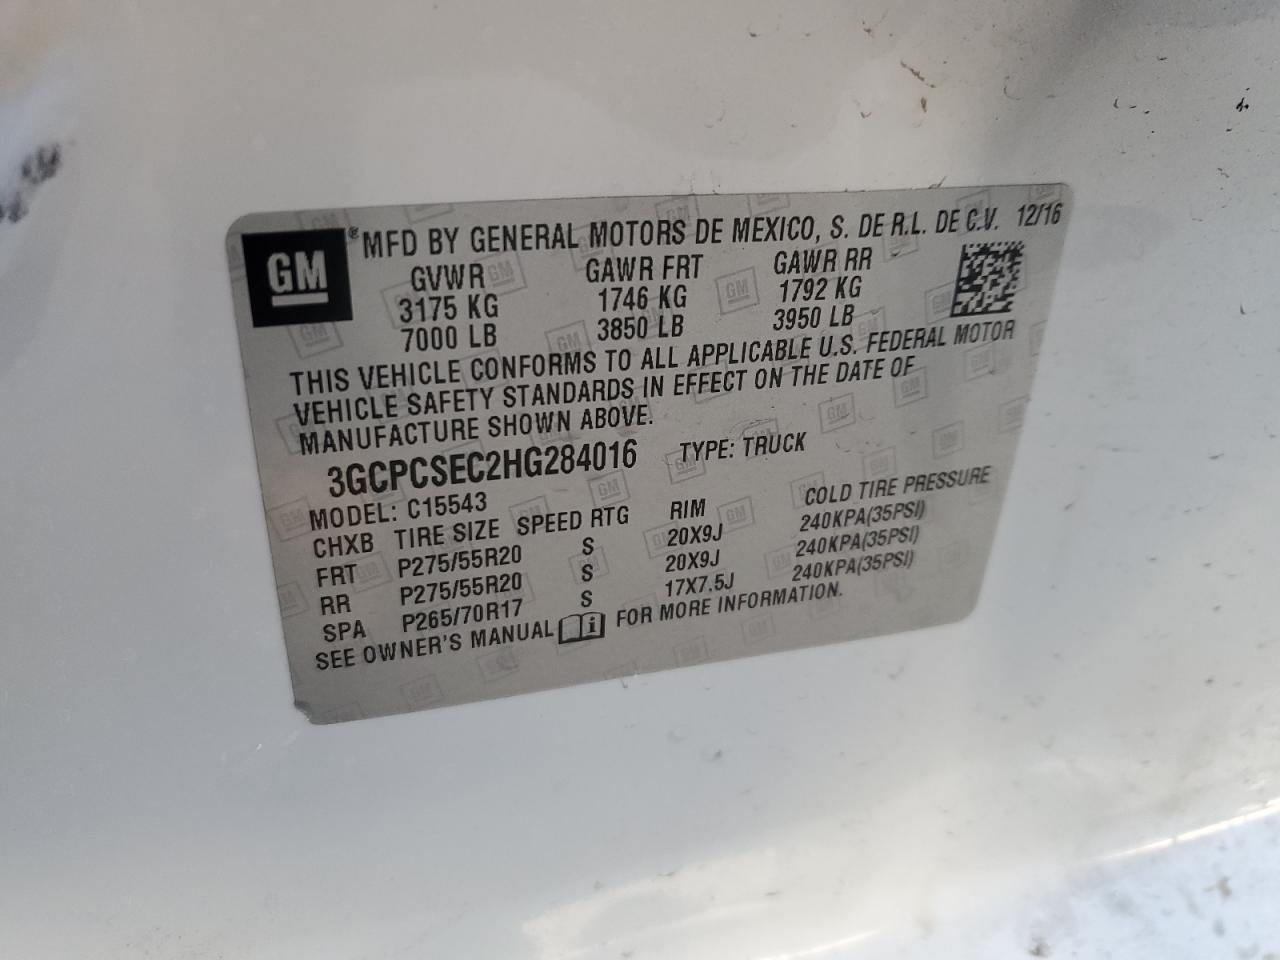 GM ® MFD BY GENERAL MOTORS DE MEXICO, S. DE R.L. DE C.V. 12/16
GVWR GAWR FRT GAWR RR
3175 KG 1746 KG 1792 KG
7000 LB 3850 LB 3950 LB
THIS VEHICLE CONFORMS TO ALL APPLICABLE U.S. FEDERAL MOTOR
VEHICLE SAFETY STANDARDS IN EFFECT ON THE DATE OF
MANUFACTURE SHOWN ABOVE.
3GCPCSEC2HG284016 TYPE: TRUCK
MODEL: C15543
CHXB TIRE SIZE SPEED RTG RIM COLD TIRE PRESSURE
FRT P275/55R20 S 20X9J 240KPA(35PSI)
RR P275/55R20 S 20X9J 240KPA(35PSI)
SPA P265/70R17 S 17X7.5J 240KPA(35PSI)
SEE OWNER'S MANUAL i FOR MORE INFORMATION.